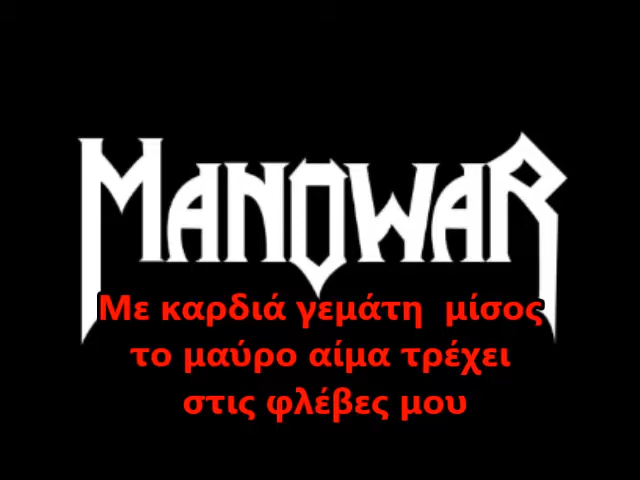 MANOWAR
Με καρδιά γεμάτη μίσος
το μαύρο αίμα τρέχει
στις φλέβες μου